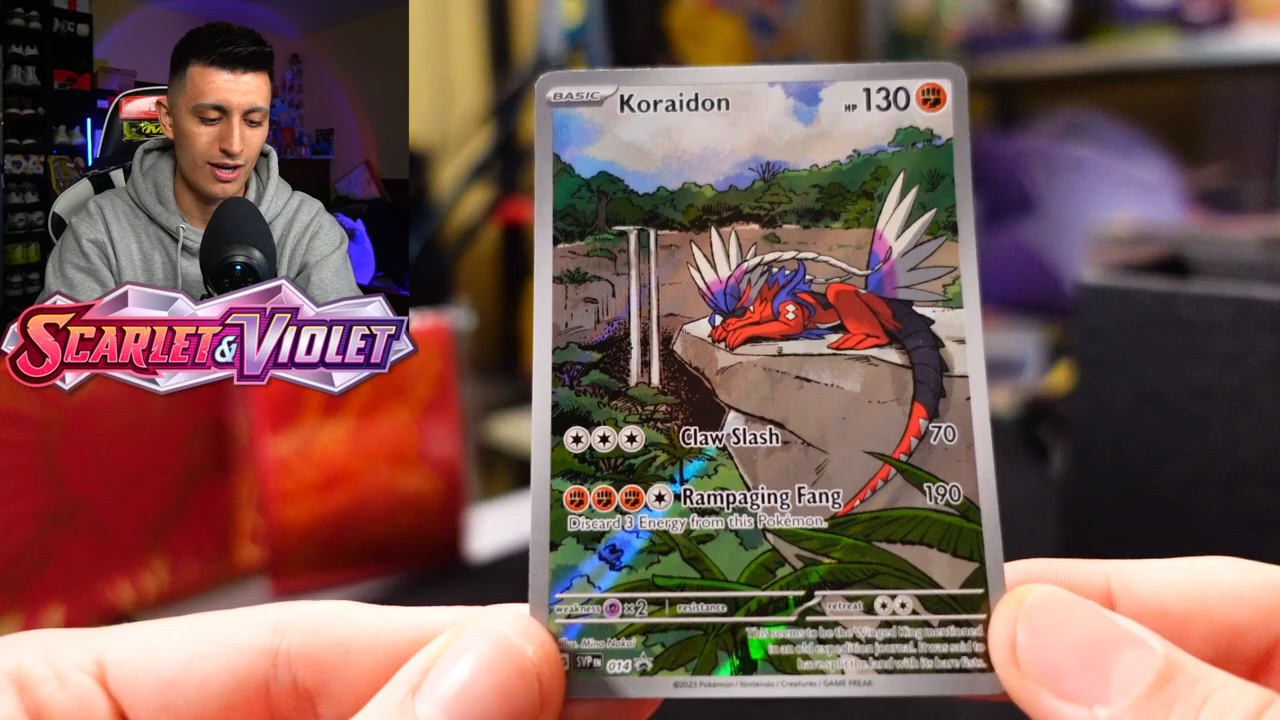 SCARLET & VIOLET
BASIC Koraidon HP 130
Claw Slash 70
Rampaging Fang 190
Discard 3 Energy from this Pokémon.
weakness ×2 resistance retreat
This seems to be the Winged King mentioned
in an old expedition journal. It was said to
have split the land with its bare fists.
Illus. Mina Nakai
SVP EN 014
©2023 Pokémon / Nintendo / Creatures / GAME FREAK